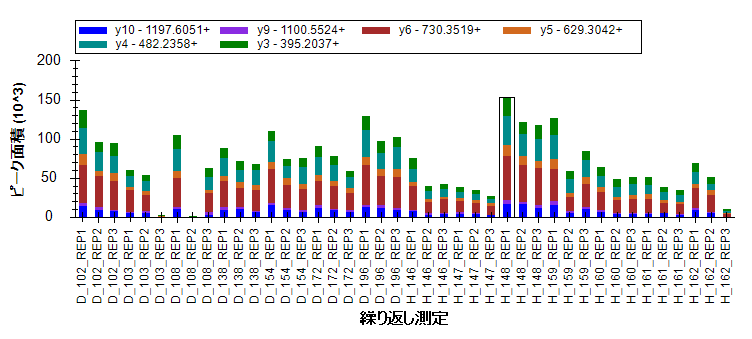 y10 - 1197.6051+ y9 - 1100.5524+ y6 - 730.3519+ y5 - 629.3042+
y4 - 482.2358+ y3 - 395.2037+
ピーク面積 (10^3)
200
150
100
50
0
D_102_REP1
D_102_REP2
D_102_REP3
D_103_REP1
D_103_REP2
D_103_REP3
D_108_REP1
D_108_REP2
D_108_REP3
D_138_REP1
D_138_REP2
D_138_REP3
D_154_REP1
D_154_REP2
D_154_REP3
D_172_REP1
D_172_REP2
D_172_REP3
D_196_REP1
D_196_REP2
D_196_REP3
H_146_REP1
H_146_REP2
H_146_REP3
H_147_REP1
H_147_REP2
H_147_REP3
H_148_REP1
H_148_REP2
H_148_REP3
H_159_REP1
H_159_REP2
H_159_REP3
H_160_REP1
H_160_REP2
H_160_REP3
H_161_REP1
H_161_REP2
H_161_REP3
H_162_REP1
H_162_REP2
H_162_REP3
繰り返し測定